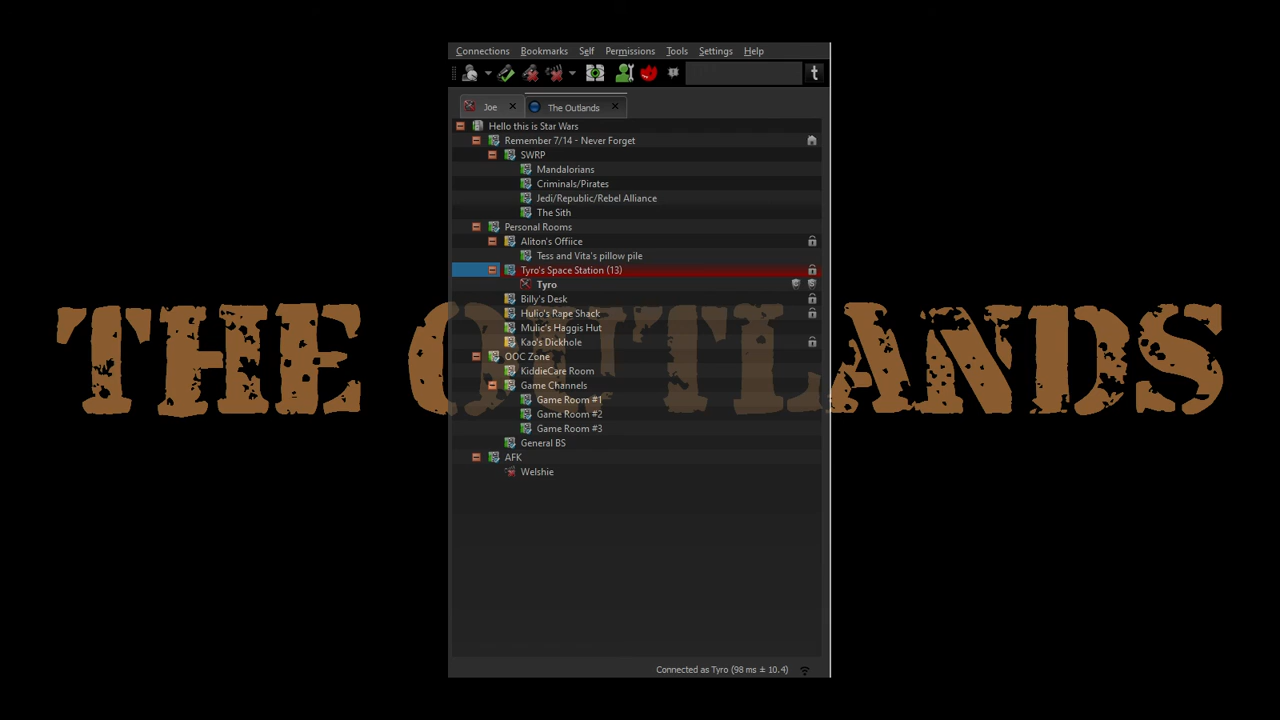 Connections Bookmarks Self Permissions Tools Settings Help
t
Joe The Outlands
Hello this is Star Wars
Remember 7/14 - Never Forget
SWRP
Mandalorians
Criminals/Pirates
Jedi/Republic/Rebel Alliance
The Sith
Personal Rooms
Aliton's Offiice
Tess and Vita's pillow pile
Tyro's Space Station (13)
Tyro
Billy's Desk
Hulio's Rape Shack
Mulic's Haggis Hut
Kao's Dickhole
THE OUTLANDS
OOC Zone
KiddieCare Room
Game Channels
Game Room #1
Game Room #2
Game Room #3
General BS
AFK
Welshie
Connected as Tyro (98 ms ± 10.4)